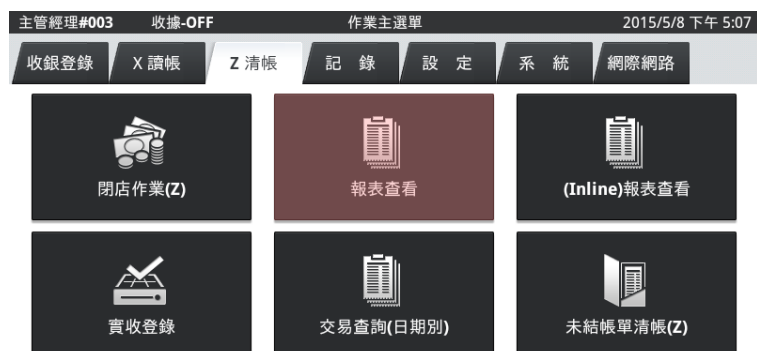 主管經理#003 收據-OFF 作業主選單 2015/5/8 下午 5:07
收銀登錄 X 讀帳 Z 清帳 記 錄 設 定 系 統 網際網路
閉店作業(Z) 報表查看 (Inline)報表查看
實收登錄 交易查詢(日期別) 未結帳單清帳(Z)